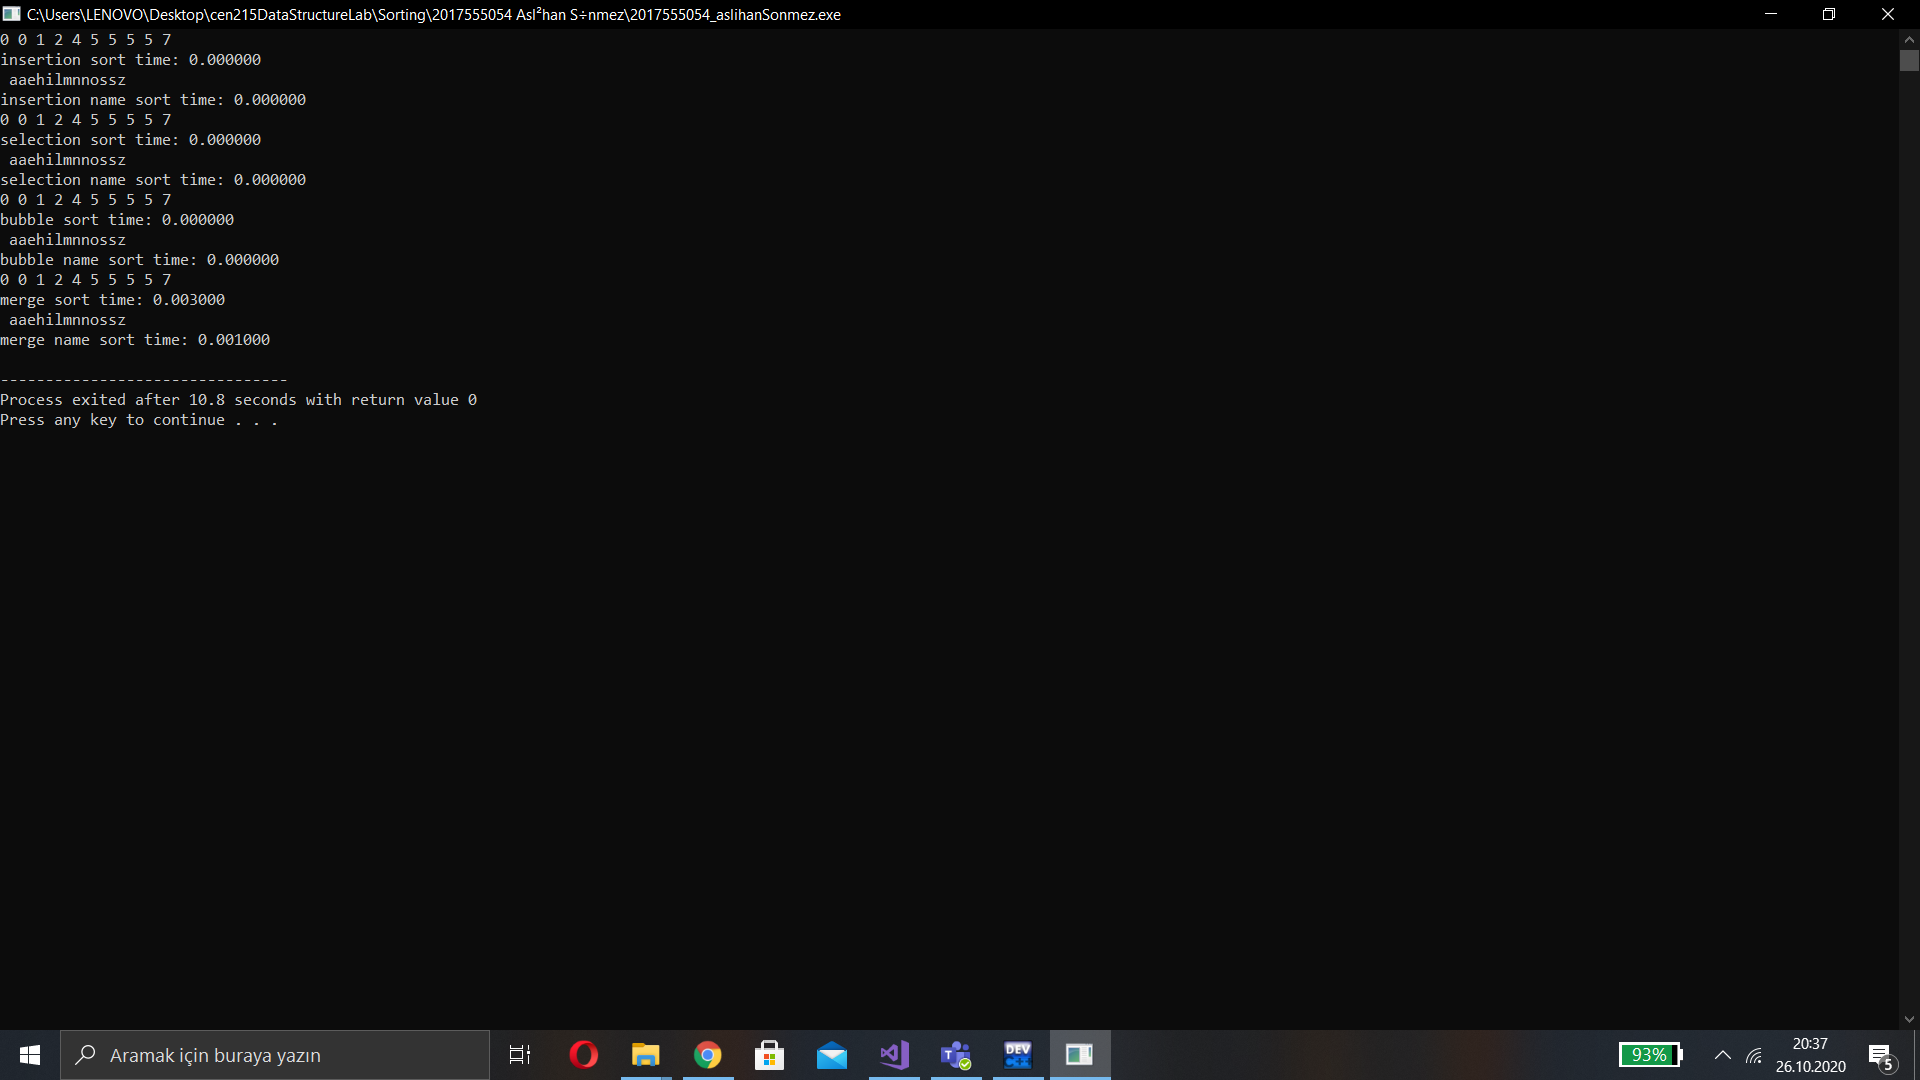 C:\Users\LENOVO\Desktop\cen215DataStructureLab\Sorting\2017555054 Asl²han S÷nmez\2017555054_aslihanSonmez.exe
0 0 1 2 4 5 5 5 5 7
insertion sort time: 0.000000
 aaehilmnnossz
insertion name sort time: 0.000000
0 0 1 2 4 5 5 5 5 7
selection sort time: 0.000000
 aaehilmnnossz
selection name sort time: 0.000000
0 0 1 2 4 5 5 5 5 7
bubble sort time: 0.000000
 aaehilmnnossz
bubble name sort time: 0.000000
0 0 1 2 4 5 5 5 5 7
merge sort time: 0.003000
 aaehilmnnossz
merge name sort time: 0.001000
--------------------------------
Process exited after 10.8 seconds with return value 0
Press any key to continue . . .
Aramak için buraya yazın
T
DEV
C++
93%
20:37
26.10.2020
5